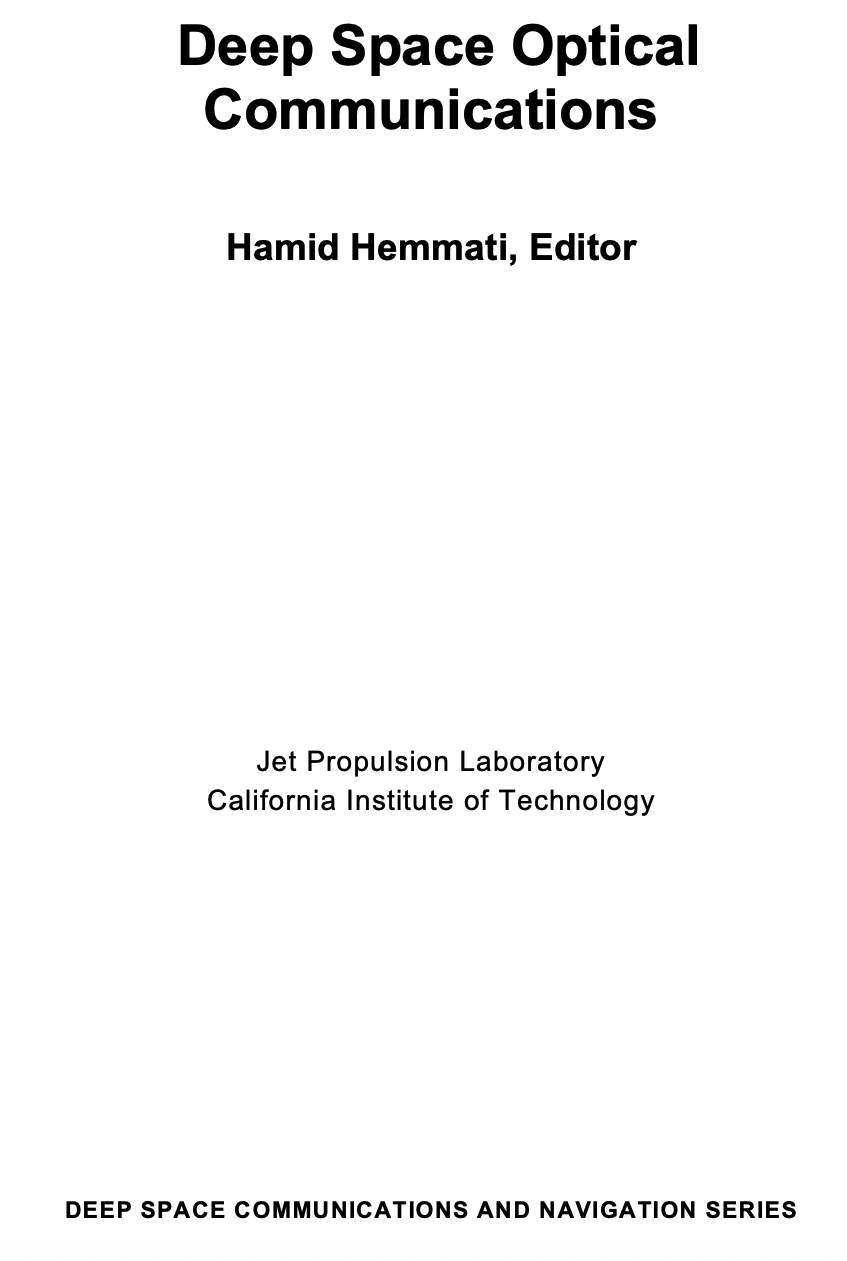 Deep Space Optical
Communications
Hamid Hemmati, Editor
Jet Propulsion Laboratory
California Institute of Technology
DEEP SPACE COMMUNICATIONS AND NAVIGATION SERIES